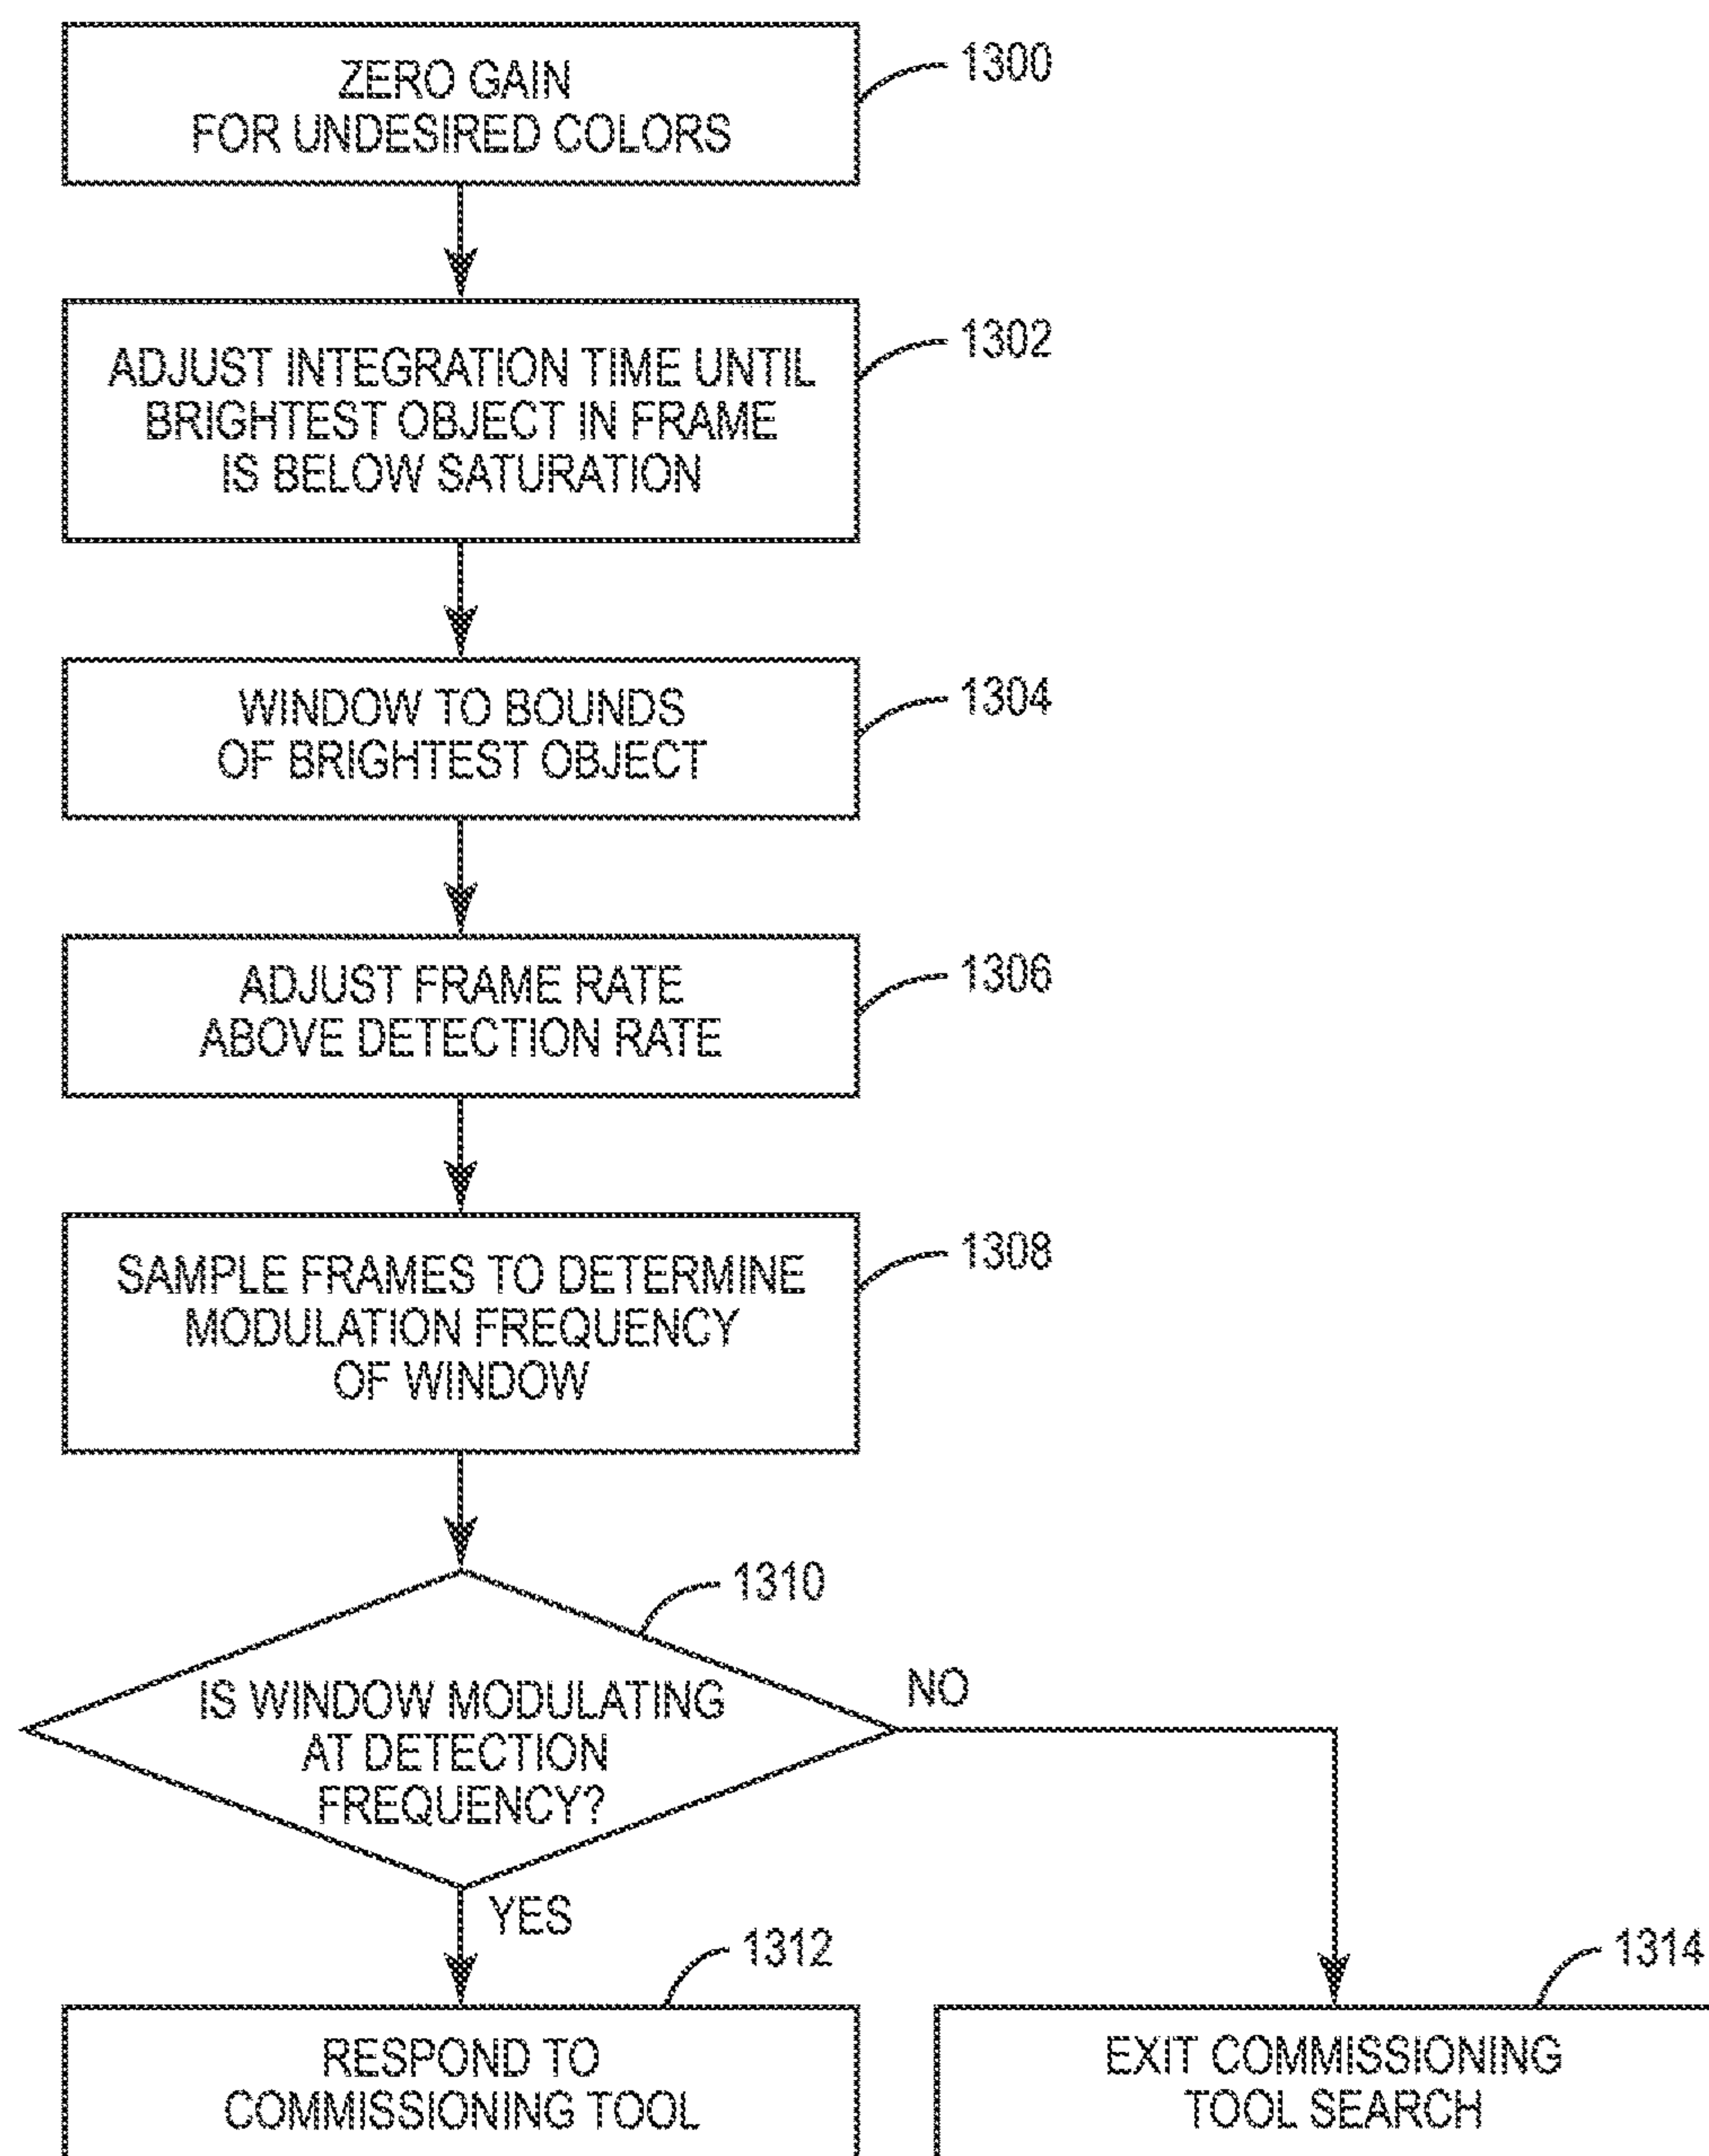 ZERO GAIN
FOR UNDESIRED COLORS
1300
ADJUST INTEGRATION TIME UNTIL
BRIGHTEST OBJECT IN FRAME
IS BELOW SATURATION
1302
WINDOW TO BOUNDS
OF BRIGHTEST OBJECT
1304
ADJUST FRAME RATE
ABOVE DETECTION RATE
1306
SAMPLE FRAMES TO DETERMINE
MODULATION FREQUENCY
OF WINDOW
1308
1310
IS WINDOW MODULATING
AT DETECTION
FREQUENCY?
NO
YES
1312
RESPOND TO
COMMISSIONING TOOL
1314
EXIT COMMISSIONING
TOOL SEARCH